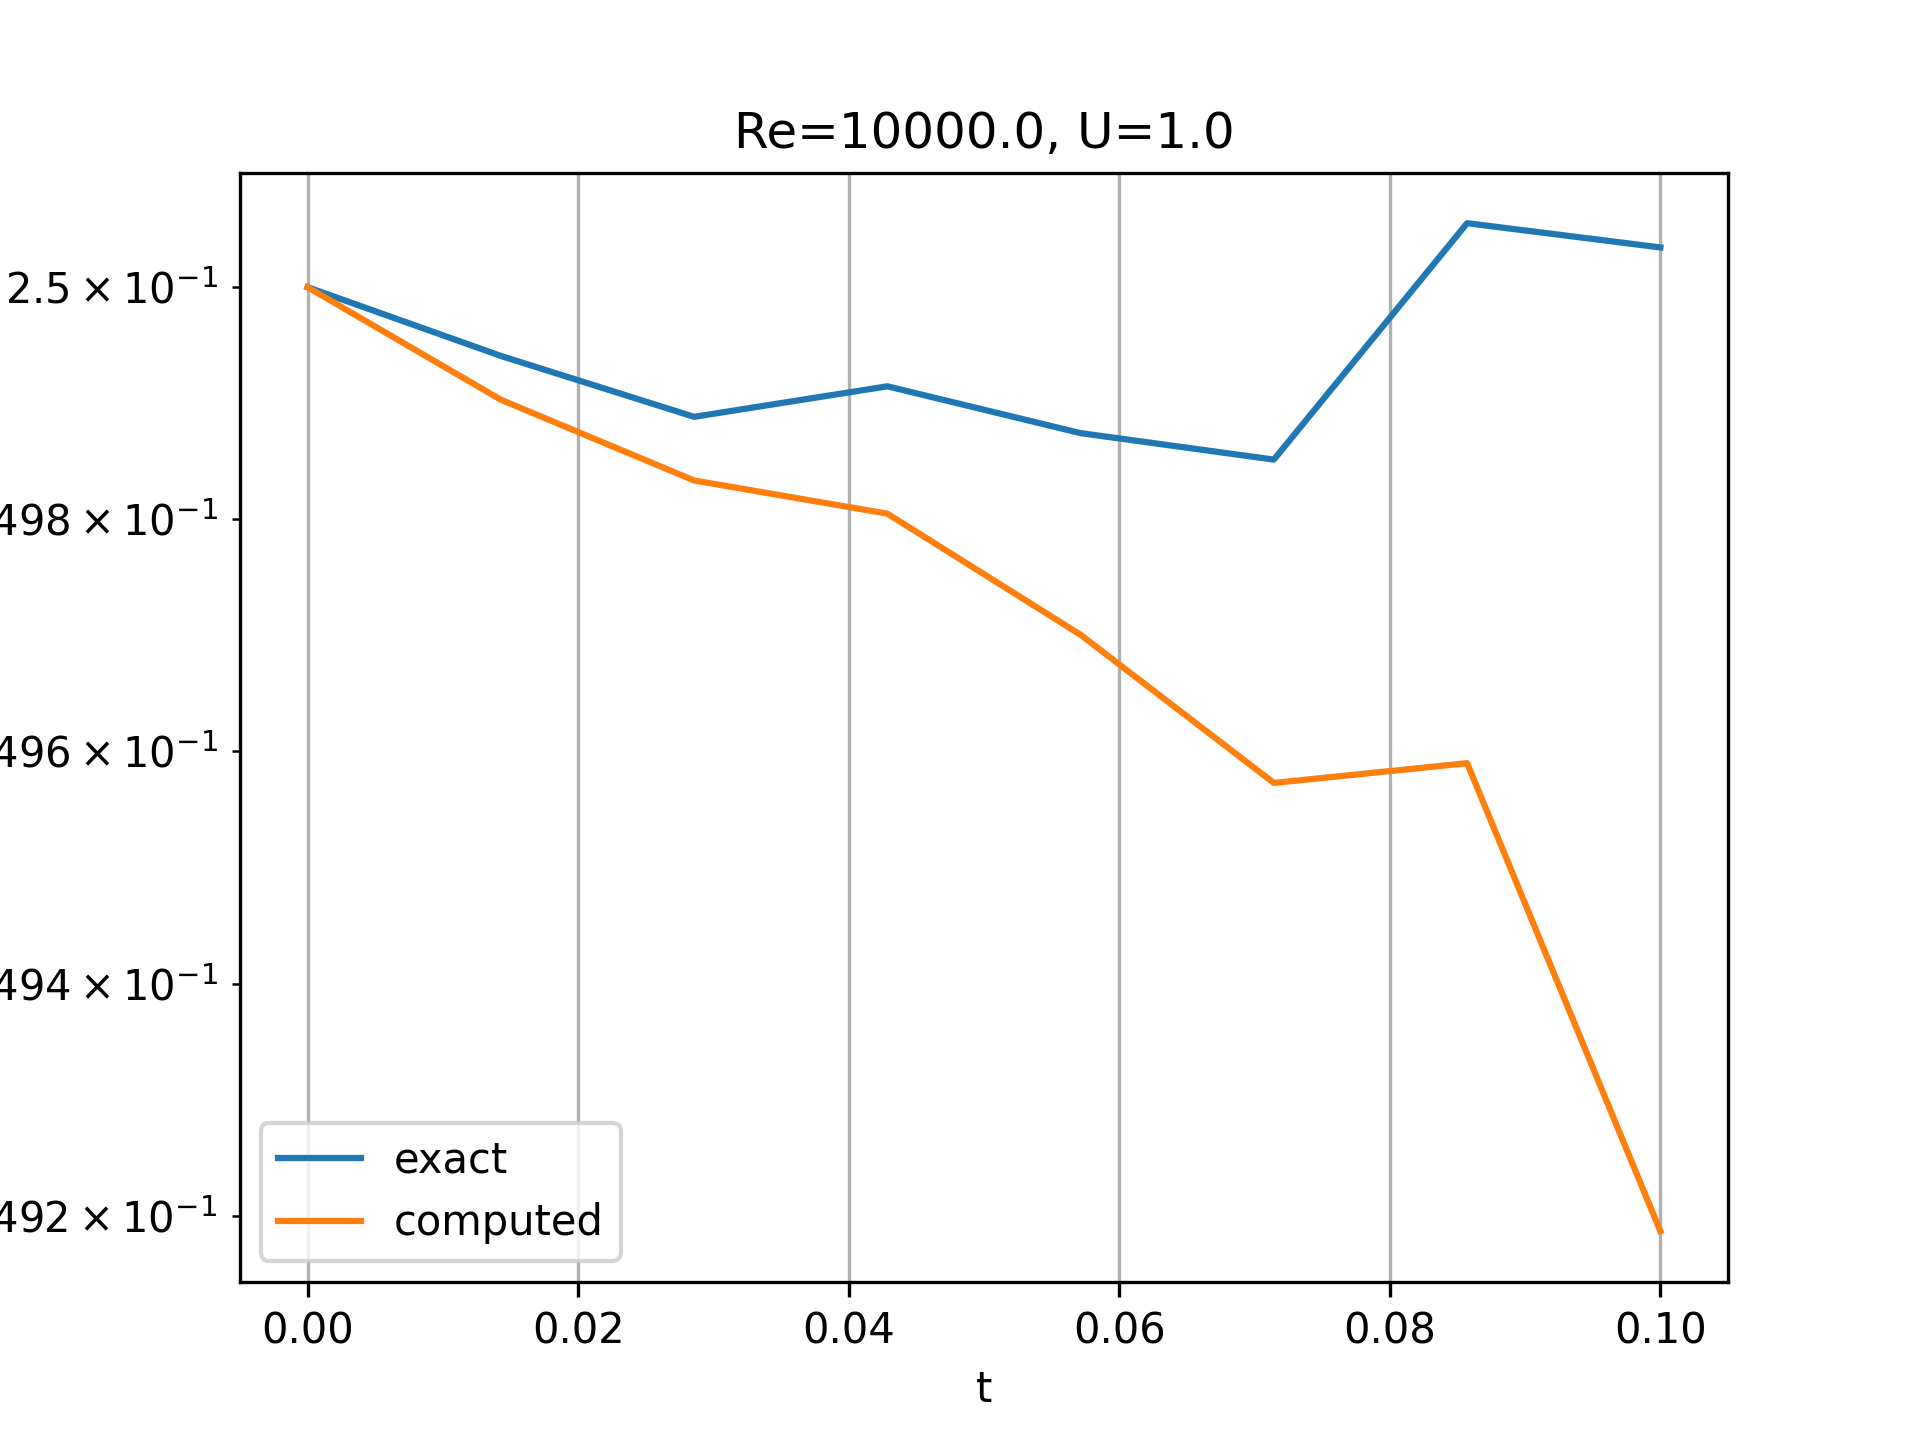 Re=10000.0, U=1.0
2.5 × 10⁻¹
498 × 10⁻¹
496 × 10⁻¹
494 × 10⁻¹
492 × 10⁻¹
exact
computed
0.00 0.02 0.04 0.06 0.08 0.10
t